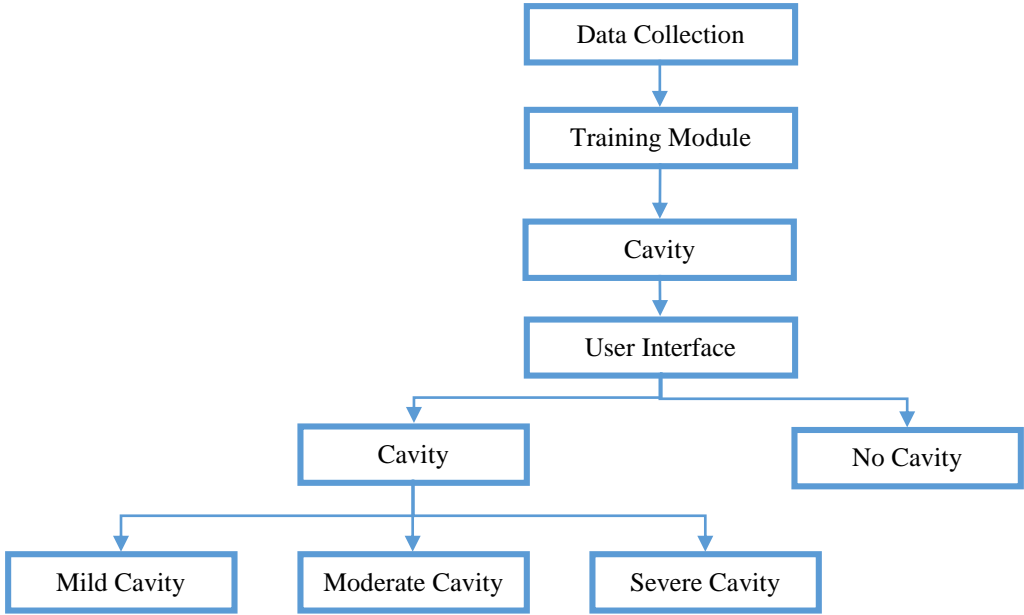 Data Collection
Training Module
Cavity
User Interface
Cavity
No Cavity
Mild Cavity
Moderate Cavity
Severe Cavity